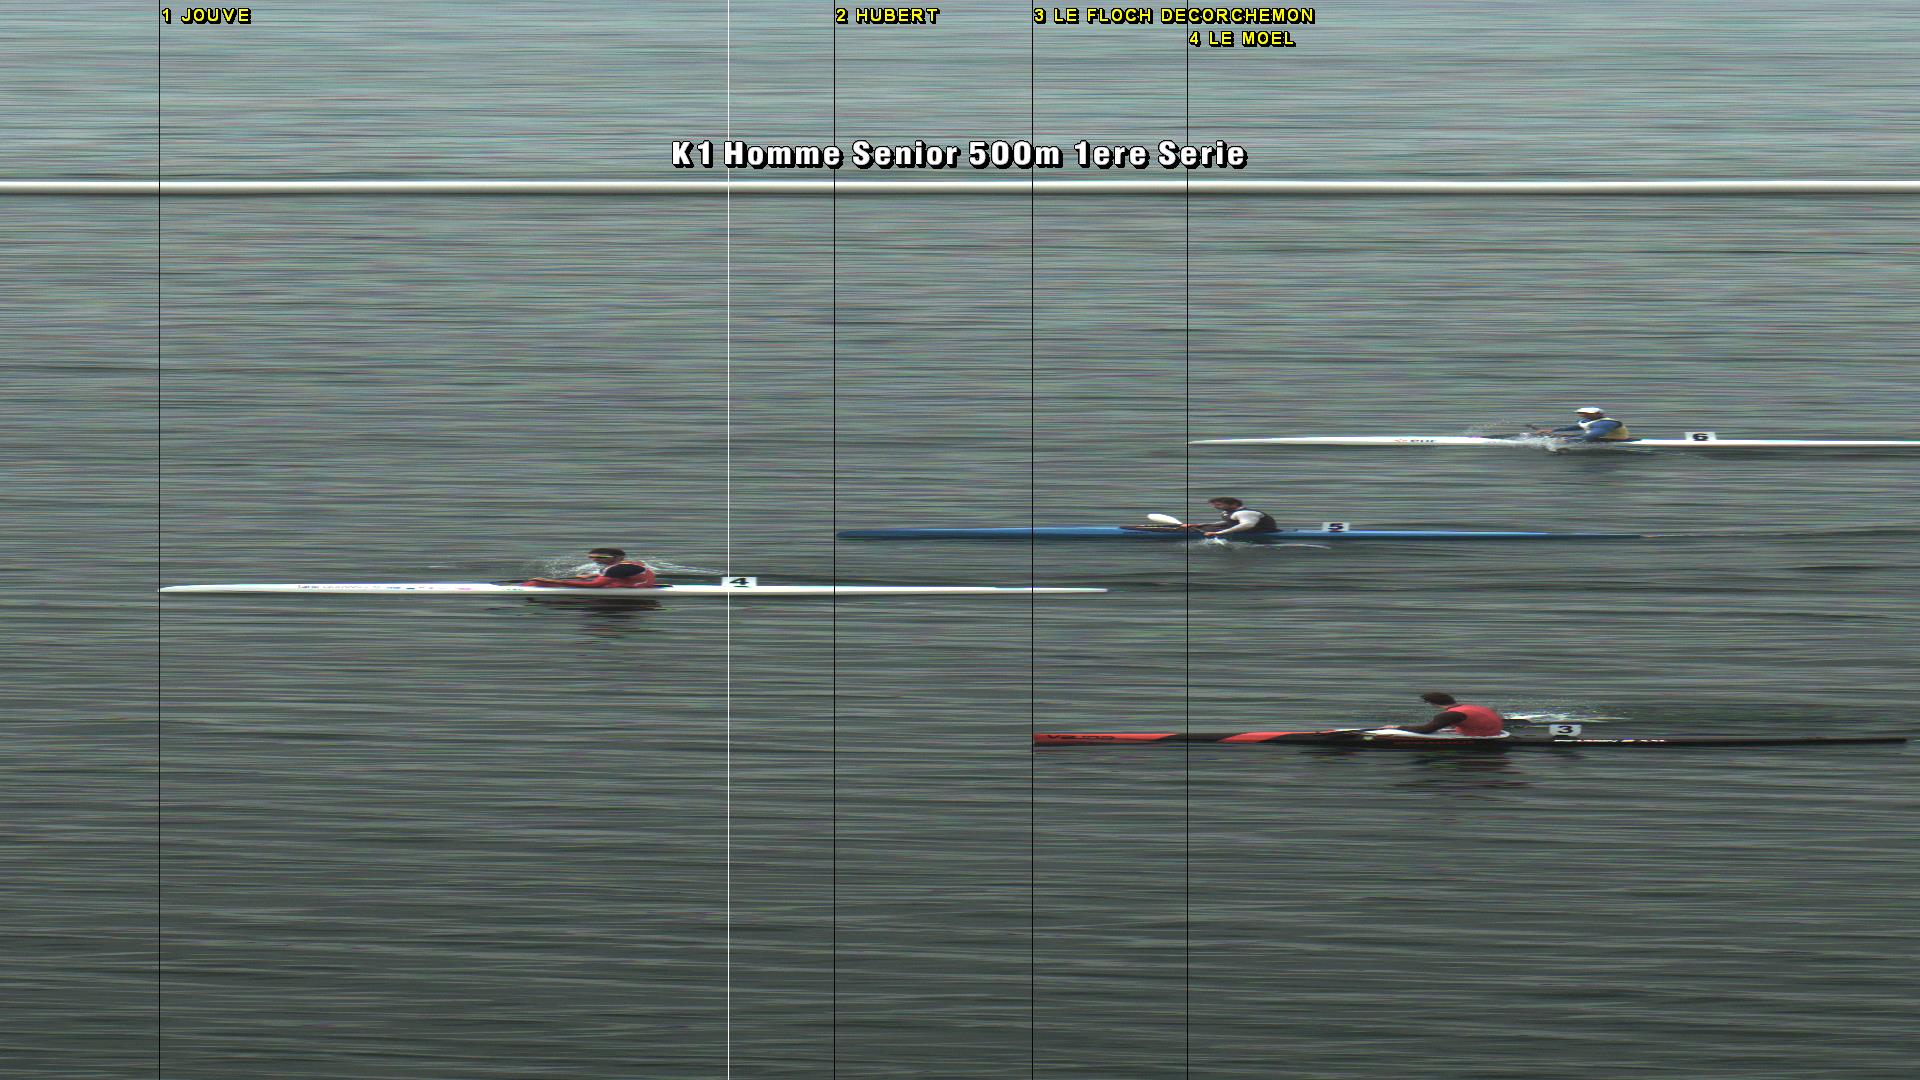 1 JOUVE
2 HUBERT
3 LE FLOCH DECORCHEMON
4 LE MOEL
K1 Homme Senior 500m 1ere Serie
6
5
4
3